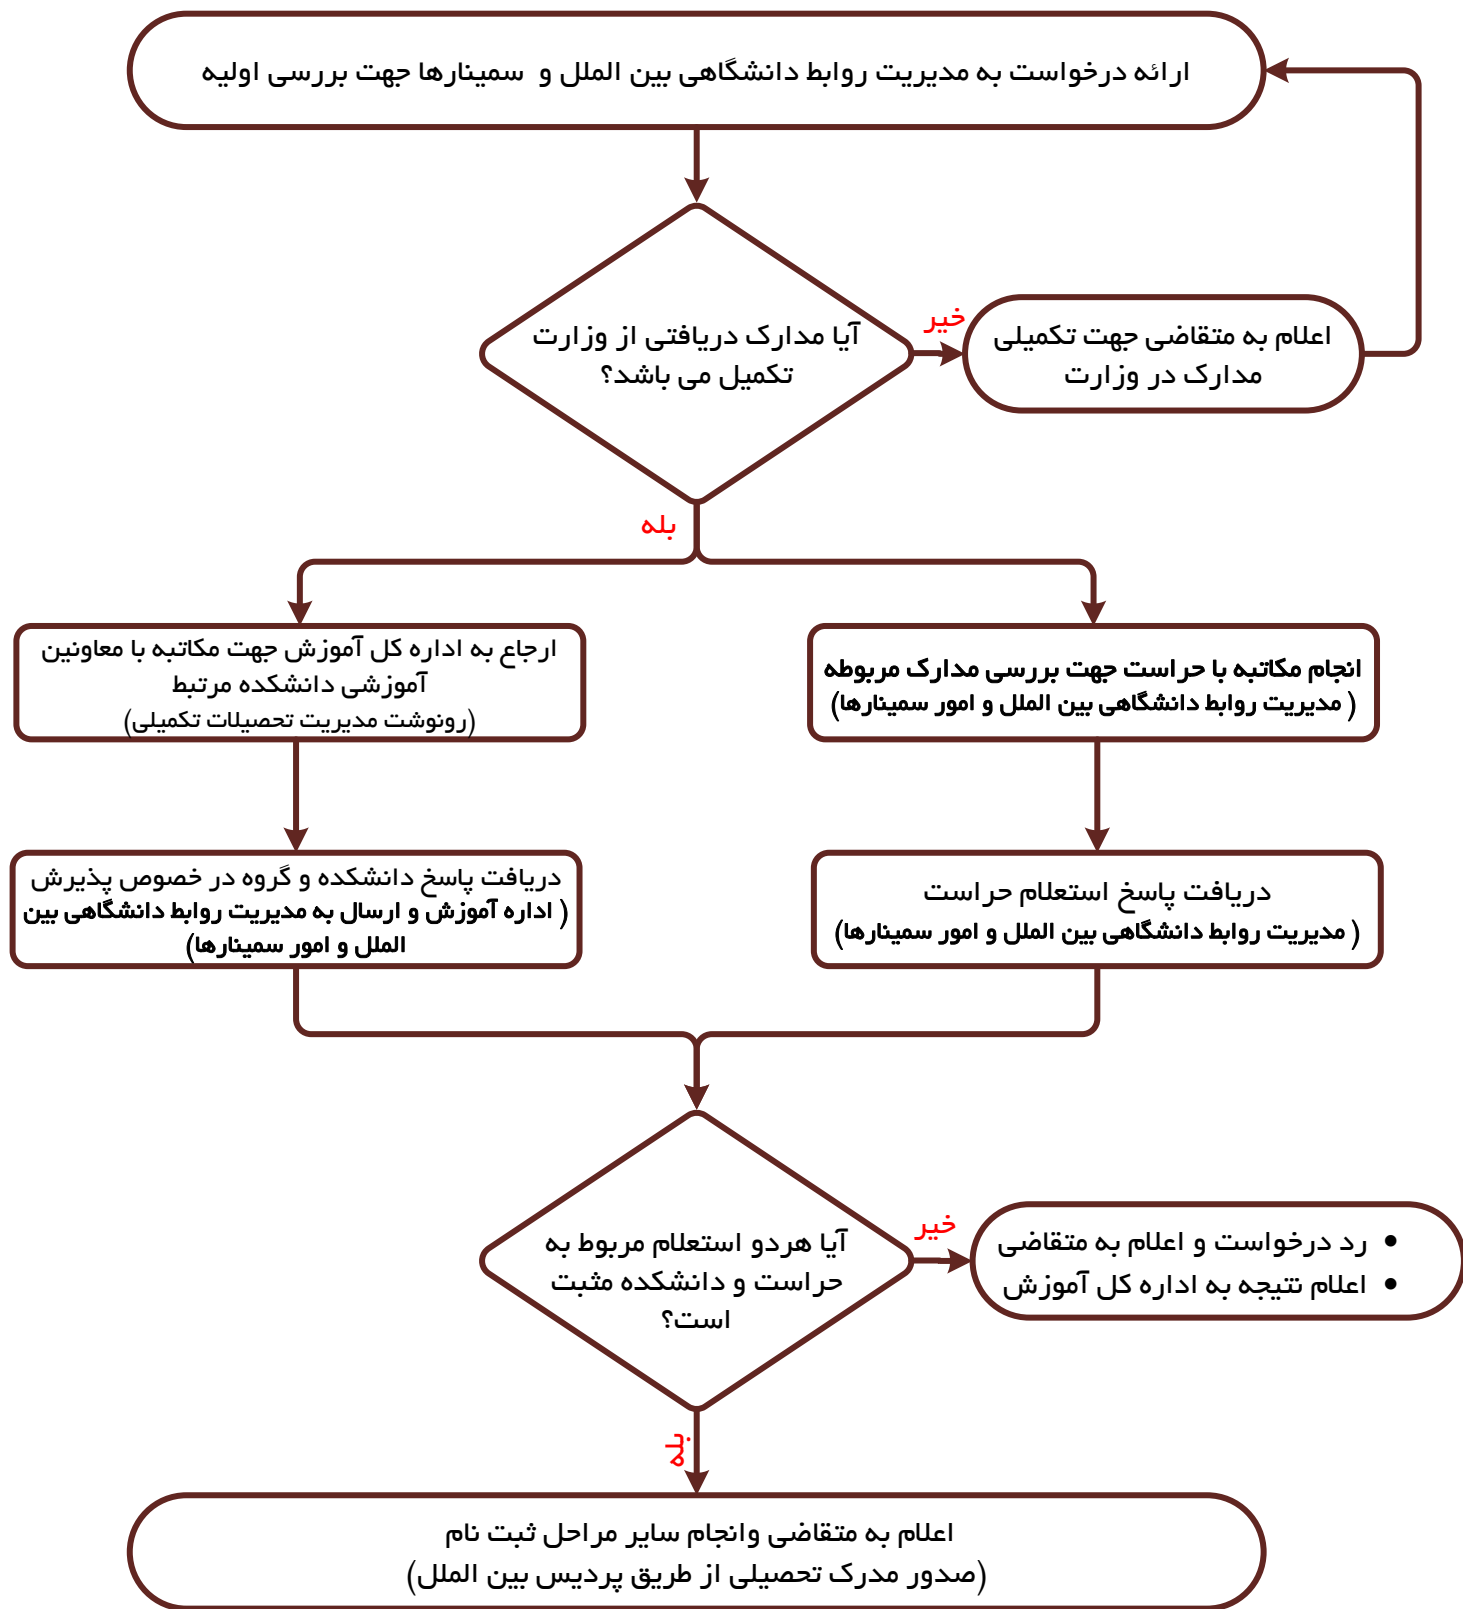 ارائه درخواست به مدیریت روابط دانشگاهی بین الملل و سمینارها جهت بررسی اولیه
آیا مدارک دریافتی از وزارت
تکمیل می باشد؟
خیر
اعلام به متقاضی جهت تکمیلی
مدارک در وزارت
بله
انجام مکاتبه با حراست جهت بررسی مدارک مربوطه
( مدیریت روابط دانشگاهی بین الملل و امور سمینارها)
ارجاع به اداره کل آموزش جهت مکاتبه با معاونین
آموزشی دانشکده مرتبط
(رونوشت مدیریت تحصیلات تکمیلی)
دریافت پاسخ استعلام حراست
( مدیریت روابط دانشگاهی بین الملل و امور سمینارها)
دریافت پاسخ دانشکده و گروه در خصوص پذیرش
( اداره آموزش و ارسال به مدیریت روابط دانشگاهی بین
الملل و امور سمینارها)
آیا هردو استعلام مربوط به
حراست و دانشکده مثبت
است؟
خیر
• رد درخواست و اعلام به متقاضی
• اعلام نتیجه به اداره کل آموزش
بله
اعلام به متقاضی وانجام سایر مراحل ثبت نام
(صدور مدرک تحصیلی از طریق پردیس بین الملل)